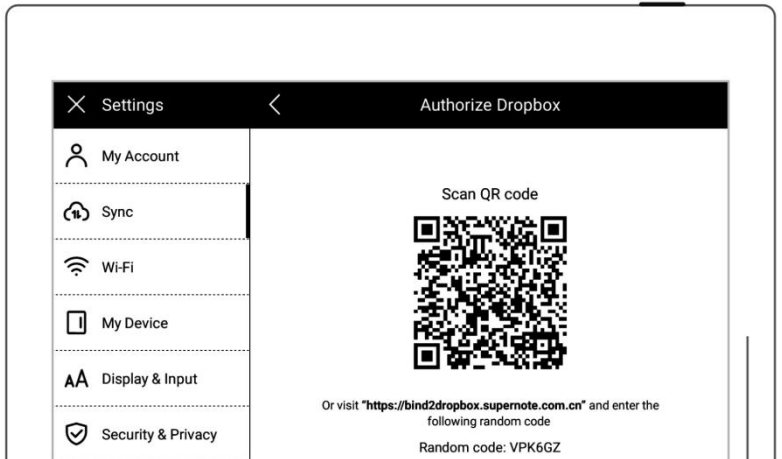 Settings
Authorize Dropbox
My Account
Sync
Wi-Fi
My Device
Display & Input
Security & Privacy
Scan QR code
Or visit "https://bind2dropbox.supernote.com.cn" and enter the
following random code
Random code: VPK6GZ